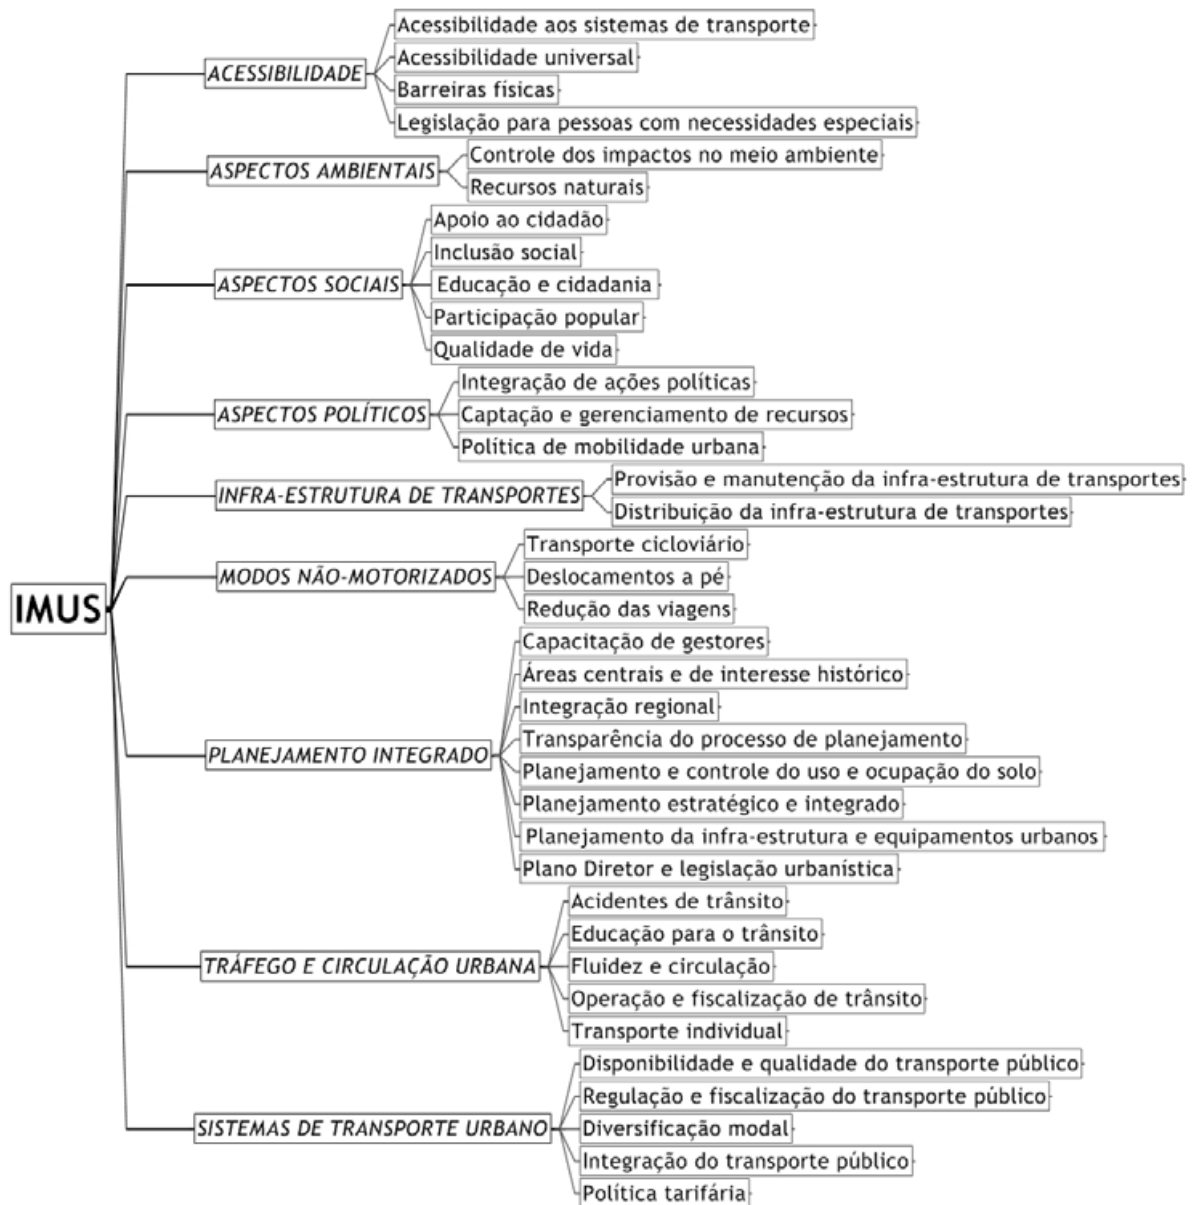 IMUS
ACESSIBILIDADE
Acessibilidade aos sistemas de transporte
Acessibilidade universal
Barreiras físicas
Legislação para pessoas com necessidades especiais
ASPECTOS AMBIENTAIS
Controle dos impactos no meio ambiente
Recursos naturais
ASPECTOS SOCIAIS
Apoio ao cidadão
Inclusão social
Educação e cidadania
Participação popular
Qualidade de vida
ASPECTOS POLÍTICOS
Integração de ações políticas
Captação e gerenciamento de recursos
Política de mobilidade urbana
INFRA-ESTRUTURA DE TRANSPORTES
Provisão e manutenção da infra-estrutura de transportes
Distribuição da infra-estrutura de transportes
MODOS NÃO-MOTORIZADOS
Transporte cicloviário
Deslocamentos a pé
Redução das viagens
PLANEJAMENTO INTEGRADO
Capacitação de gestores
Áreas centrais e de interesse histórico
Integração regional
Transparência do processo de planejamento
Planejamento e controle do uso e ocupação do solo
Planejamento estratégico e integrado
Planejamento da infra-estrutura e equipamentos urbanos
Plano Diretor e legislação urbanística
TRÁFEGO E CIRCULAÇÃO URBANA
Acidentes de trânsito
Educação para o trânsito
Fluidez e circulação
Operação e fiscalização de trânsito
Transporte individual
SISTEMAS DE TRANSPORTE URBANO
Disponibilidade e qualidade do transporte público
Regulação e fiscalização do transporte público
Diversificação modal
Integração do transporte público
Política tarifária